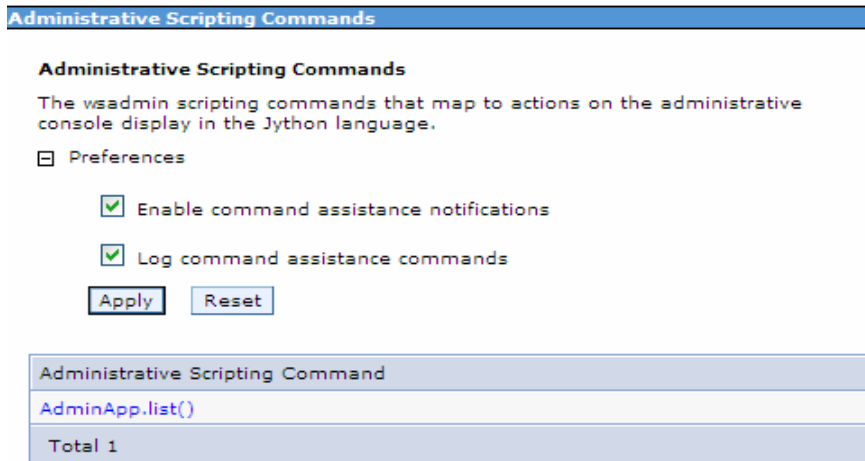 Administrative Scripting Commands
Administrative Scripting Commands
The wsadmin scripting commands that map to actions on the administrative
console display in the Jython language.
Preferences
Enable command assistance notifications
Log command assistance commands
Apply Reset
Administrative Scripting Command
AdminApp.list()
Total 1